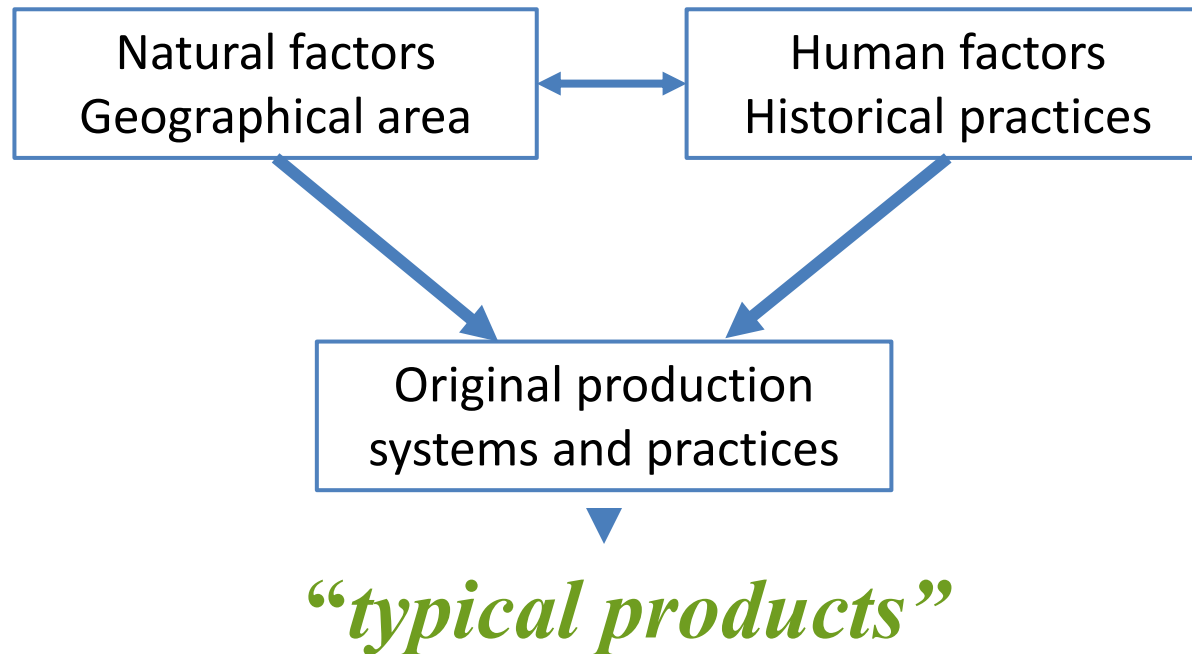 Natural factors
Geographical area
Human factors
Historical practices
Original production
systems and practices
“typical products”